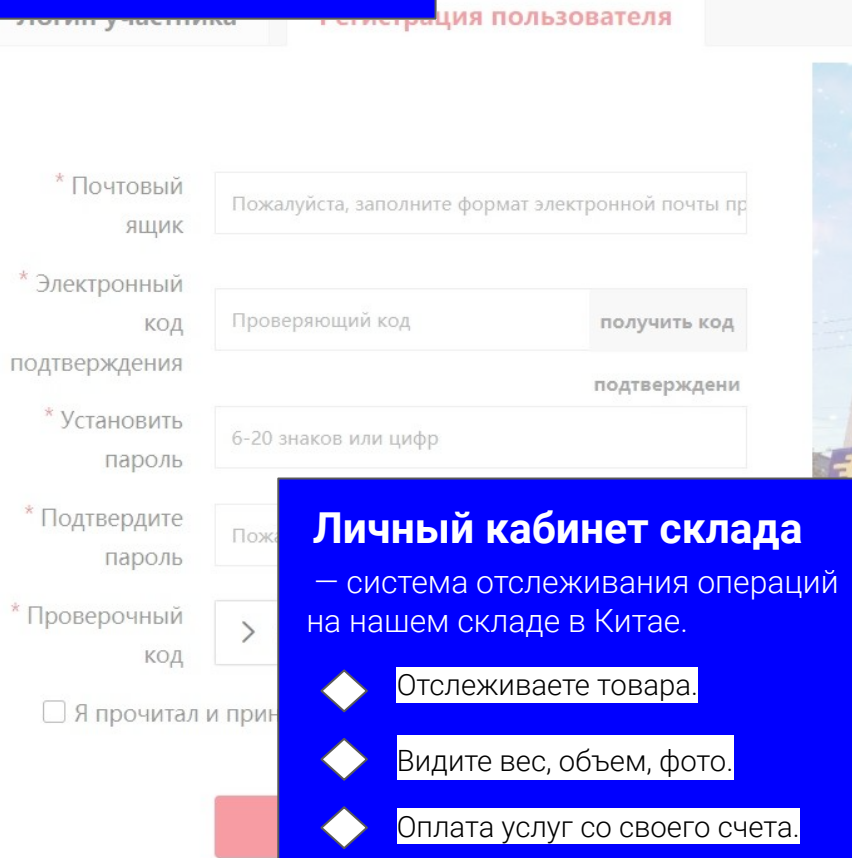 Логин участника
Регистрация пользователя
* Почтовый
ящик
Пожалуйста, заполните формат электронной почты пр
* Электронный
код
подтверждения
Проверяющий код
получить код
подтверждени
* Установить
пароль
6-20 знаков или цифр
* Подтвердите
пароль
* Проверочный
код
Я прочитал и прин
Личный кабинет склада
— система отслеживания операций
на нашем складе в Китае.
Отслеживаете товара.
Видите вес, объем, фото.
Оплата услуг со своего счета.